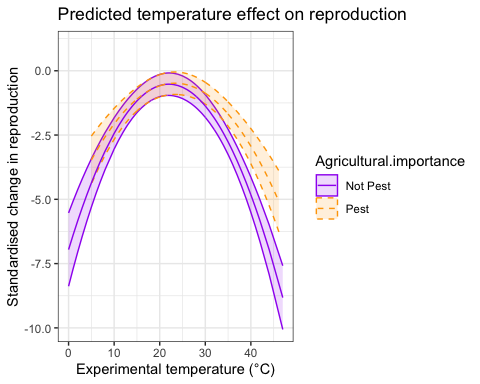 Predicted temperature effect on reproduction
Standardised change in reproduction
0.0
-2.5
-5.0
-7.5
-10.0
0 10 20 30 40
Experimental temperature (°C)
Agricultural.importance
Not Pest
Pest